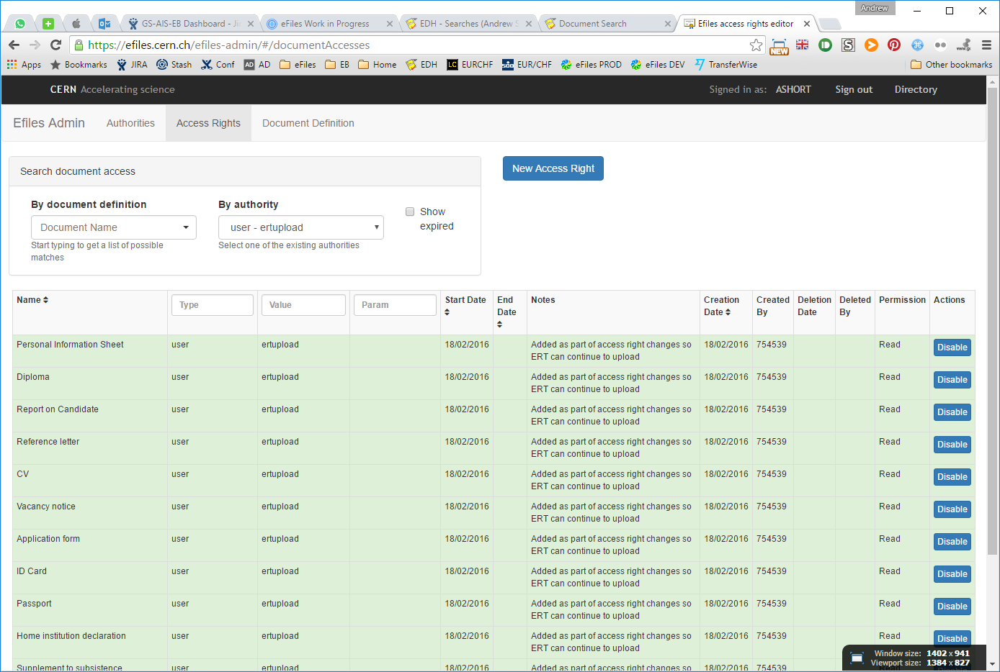 Andrew
GS-AIS-EB Dashboard - Ji
eFiles Work in Progress
EDH - Searches (Andrew S
Document Search
Efiles access rights editor
https://efiles.cern.ch/efiles-admin/#/documentAccesses
NEW
Apps
Bookmarks
JIRA
Stash
Conf
AD AD
eFiles
EB
Home
EDH
LC EURCHF
EUR/CHF
eFiles PROD
eFiles DEV
TransferWise
Other bookmarks
CERN Accelerating science
Signed in as: ASHORT
Sign out
Directory
Efiles Admin
Authorities
Access Rights
Document Definition
Search document access
New Access Right
By document definition
Document Name
Start typing to get a list of possible
matches
By authority
user - ertupload
Select one of the existing authorities
Show
expired
Name Type Value Param Start Date End Date Notes Creation Date Created By Deletion Date Deleted By Permission Actions
Personal Information Sheet user ertupload 18/02/2016 Added as part of access right changes so 18/02/2016 754539 Read Disable
ERT can continue to upload
Diploma user ertupload 18/02/2016 Added as part of access right changes so 18/02/2016 754539 Read Disable
ERT can continue to upload
Report on Candidate user ertupload 18/02/2016 Added as part of access right changes so 18/02/2016 754539 Read Disable
ERT can continue to upload
Reference letter user ertupload 18/02/2016 Added as part of access right changes so 18/02/2016 754539 Read Disable
ERT can continue to upload
CV user ertupload 18/02/2016 Added as part of access right changes so 18/02/2016 754539 Read Disable
ERT can continue to upload
Vacancy notice user ertupload 18/02/2016 Added as part of access right changes so 18/02/2016 754539 Read Disable
ERT can continue to upload
Application form user ertupload 18/02/2016 Added as part of access right changes so 18/02/2016 754539 Read Disable
ERT can continue to upload
ID Card user ertupload 18/02/2016 Added as part of access right changes so 18/02/2016 754539 Read Disable
ERT can continue to upload
Passport user ertupload 18/02/2016 Added as part of access right changes so 18/02/2016 754539 Read Disable
ERT can continue to upload
Home institution declaration user ertupload 18/02/2016 Added as part of access right changes so 18/02/2016 754539 Read Disable
ERT can continue to upload
Supplement to subsistence user ertupload 18/02/2016 Added as part of access right changes so 18/02/2016 754539 Read
Window size: 1402 x 941
Viewport size: 1384 x 827